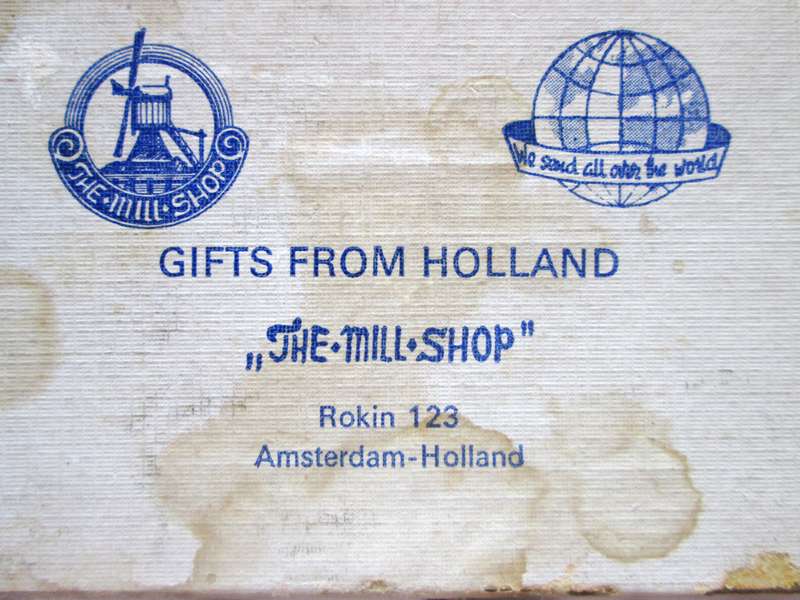 THE·MILL·SHOP
We send all over the world
GIFTS FROM HOLLAND
„THE·MILL·SHOP"
Rokin 123
Amsterdam-Holland